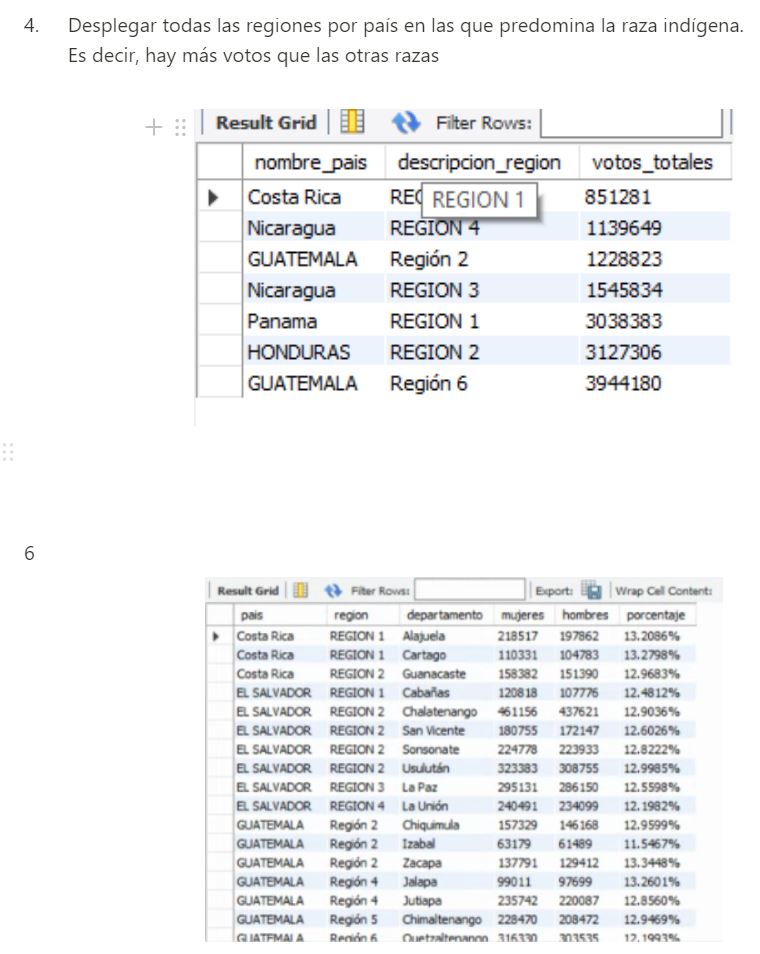 4. Desplegar todas las regiones por país en las que predomina la raza indígena.
Es decir, hay más votos que las otras razas
Result Grid Filter Rows:
nombre_pais descripcion_region votos_totales
Costa Rica REG REGION 1 851281
Nicaragua REGION 4 1139649
GUATEMALA Región 2 1228823
Nicaragua REGION 3 1545834
Panama REGION 1 3038383
HONDURAS REGION 2 3127306
GUATEMALA Región 6 3944180
6
Result Grid Filter Rows: Export: Wrap Cell Content:
pais region departamento mujeres hombres porcentaje
Costa Rica REGION 1 Alajuela 218517 197862 13.2086%
Costa Rica REGION 1 Cartago 110331 104783 13.2798%
Costa Rica REGION 2 Guanacaste 158382 151390 12.9683%
EL SALVADOR REGION 1 Cabañas 120818 107776 12.4812%
EL SALVADOR REGION 2 Chalatenango 461156 437621 12.9036%
EL SALVADOR REGION 2 San Vicente 180755 172147 12.6026%
EL SALVADOR REGION 2 Sonsonate 224778 223933 12.8222%
EL SALVADOR REGION 2 Usulután 323383 308755 12.9985%
EL SALVADOR REGION 3 La Paz 295131 286150 12.5598%
EL SALVADOR REGION 4 La Unión 240491 234099 12.1982%
GUATEMALA Región 2 Chiquimula 157329 146168 12.9599%
GUATEMALA Región 2 Izabal 63179 61489 11.5467%
GUATEMALA Región 2 Zacapa 137791 129412 13.3448%
GUATEMALA Región 4 Jalapa 99011 97699 13.2601%
GUATEMALA Región 4 Jutiapa 235742 220087 12.8560%
GUATEMALA Región 5 Chimaltenango 228470 208472 12.9469%
GUATEMALA Región 6 Quetzaltenango 316330 303535 12.1993%